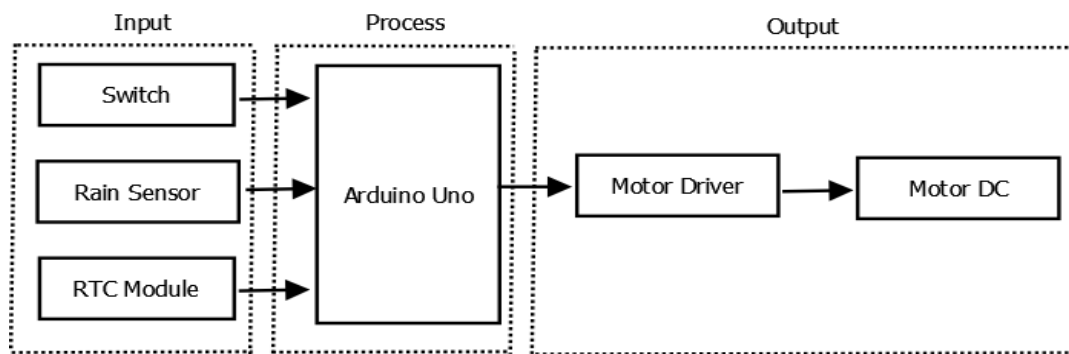 Input
Process
Output
Switch
Rain Sensor
RTC Module
Arduino Uno
Motor Driver
Motor DC